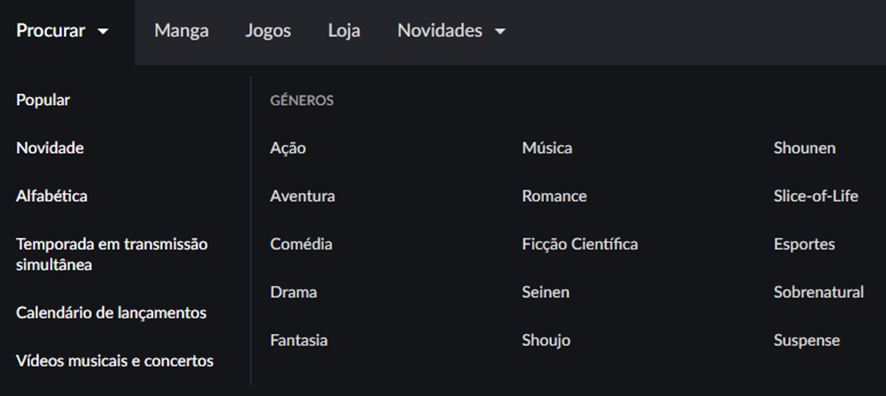 Procurar
Manga
Jogos
Loja
Novidades
Popular
Novidade
Alfabética
Temporada em transmissão
simultânea
Calendário de lançamentos
Vídeos musicais e concertos
GÉNEROS
Ação
Aventura
Comédia
Drama
Fantasia
Música
Romance
Ficção Científica
Seinen
Shoujo
Shounen
Slice-of-Life
Esportes
Sobrenatural
Suspense